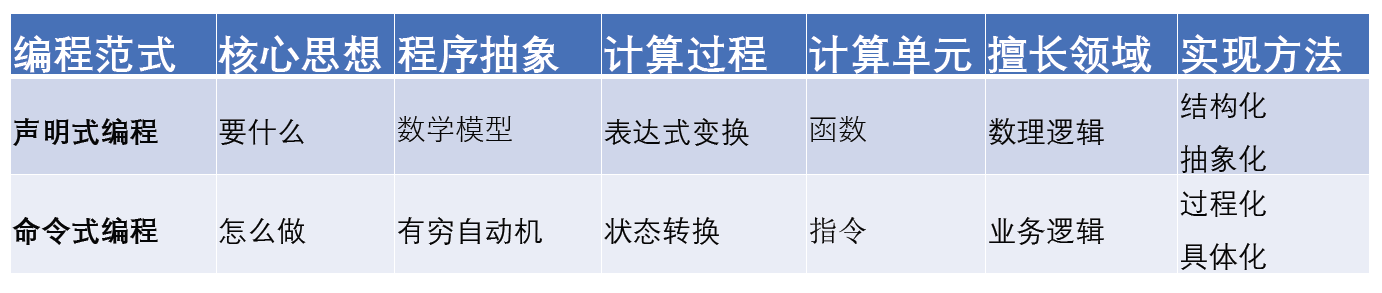 编程范式 核心思想 程序抽象 计算过程 计算单元 擅长领域 实现方法
声明式编程 要什么 数学模型 表达式变换 函数 数理逻辑 结构化
抽象化
命令式编程 怎么做 有穷自动机 状态转换 指令 业务逻辑 过程化
具体化